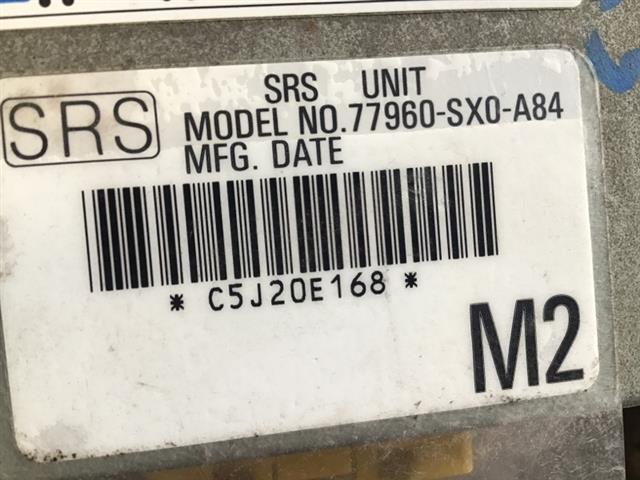 SRS UNIT
SRS
MODEL NO.77960-SX0-A84
MFG. DATE
* C5J20E168 *
M2